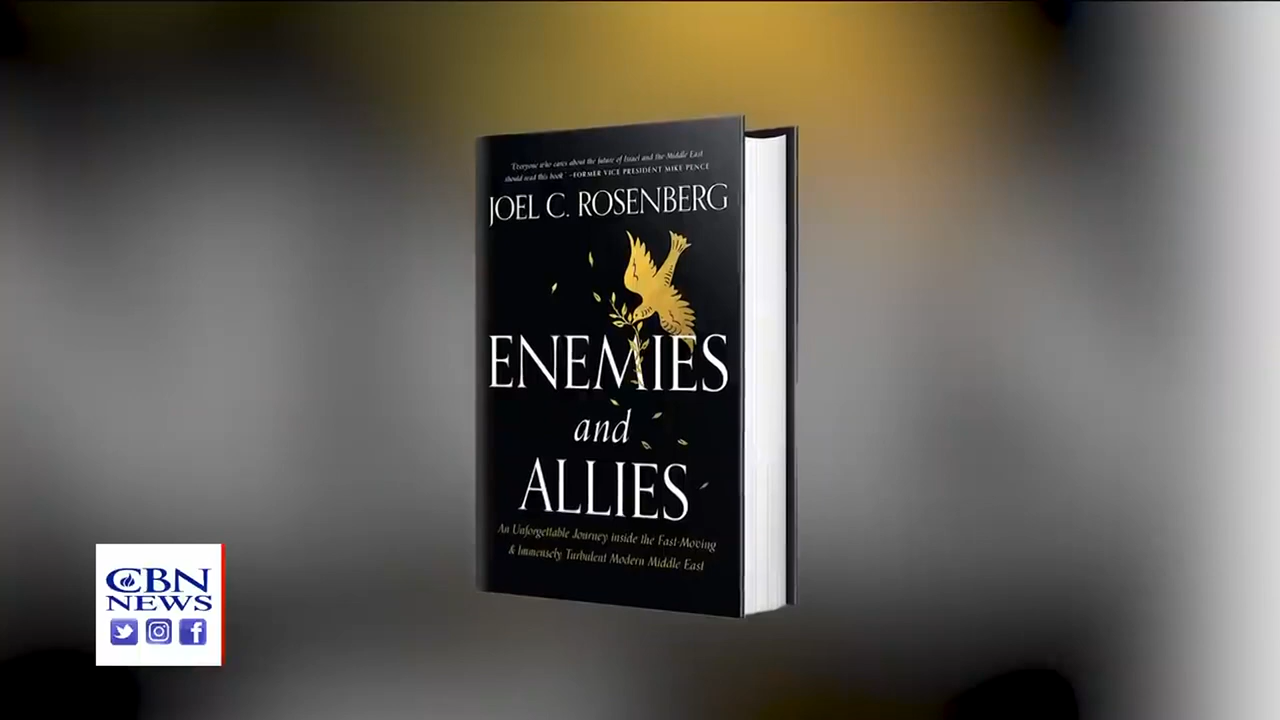 "Everyone who cares about the future of Israel and the Middle East
should read this book" –FORMER VICE PRESIDENT MIKE PENCE
JOEL C. ROSENBERG
ENEMIES
and
ALLIES
An Unforgettable Journey inside the Fast-Moving
& Immensely Turbulent Modern Middle East
CBN
NEWS